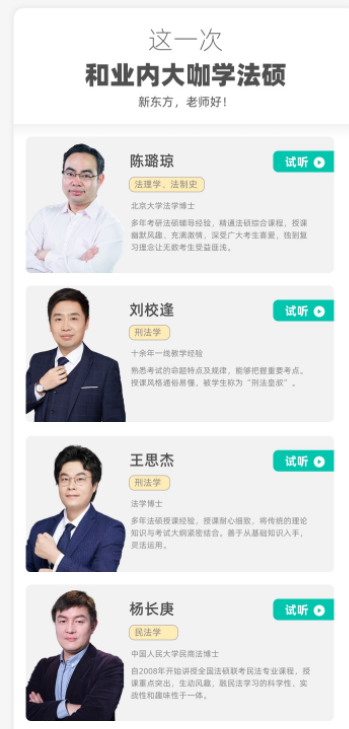 这一次
和业内大咖学法硕
新东方，老师好！
陈璐琼
试听
法理学、法制史
北京大学法学博士
多年考研法硕辅导经验，精通法硕综合课程，授课
幽默风趣、充满激情，深受广大考生喜爱，独到复
习理念让无数考生受益匪浅。
刘校逢
试听
刑法学
十余年一线教学经验
熟悉考试的命题特点及规律，能够把握重要考点。
授课风格通俗易懂，被学生称为“刑法皇叔”。
王思杰
试听
刑法学
法学博士
多年法硕授课经验，授课耐心细致，将传统的理论
知识与考试大纲紧密结合。善于从基础知识入手，
灵活运用。
杨长庚
试听
民法学
中国人民大学民商法博士
自2008年开始讲授全国法硕联考民法专业课程，授
课重点突出，生动风趣，融民法学习的科学性、实
战性和趣味性于一体。